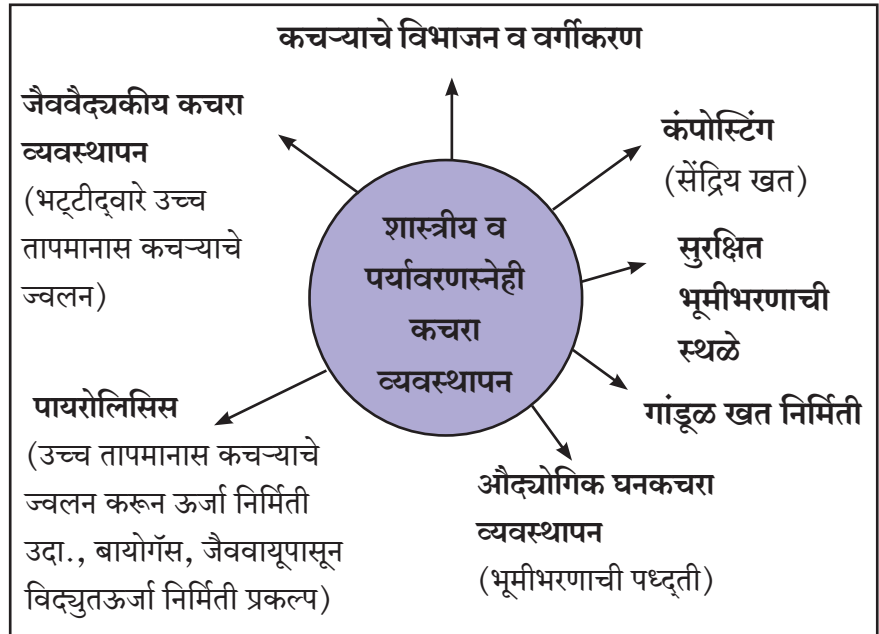 कचऱ्याचे विभाजन व वर्गीकरण
जैववैद्यकीय कचरा
व्यवस्थापन
(भट्टीद्वारे उच्च
तापमानास कचऱ्याचे
ज्वलन)
कंपोस्टिंग
(सेंद्रिय खत)
शास्त्रीय व
पर्यावरणस्नेही
कचरा
व्यवस्थापन
सुरक्षित
भूमीभरणाची
स्थळे
गांडूळ खत निर्मिती
पायरोलिसिस
(उच्च तापमानास कचऱ्याचे
ज्वलन करून ऊर्जा निर्मिती
उदा., बायोगॅस, जैववायूपासून
विद्युतऊर्जा निर्मिती प्रकल्प)
औद्योगिक घनकचरा
व्यवस्थापन
(भूमीभरणाची पध्द्ती)